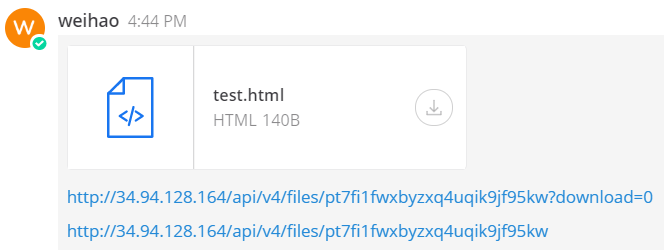 W
weihao 4:44 PM
</>
test.html
HTML 140B
http://34.94.128.164/api/v4/files/pt7fi1fwxbyzxq4uqik9jf95kw?download=0
http://34.94.128.164/api/v4/files/pt7fi1fwxbyzxq4uqik9jf95kw